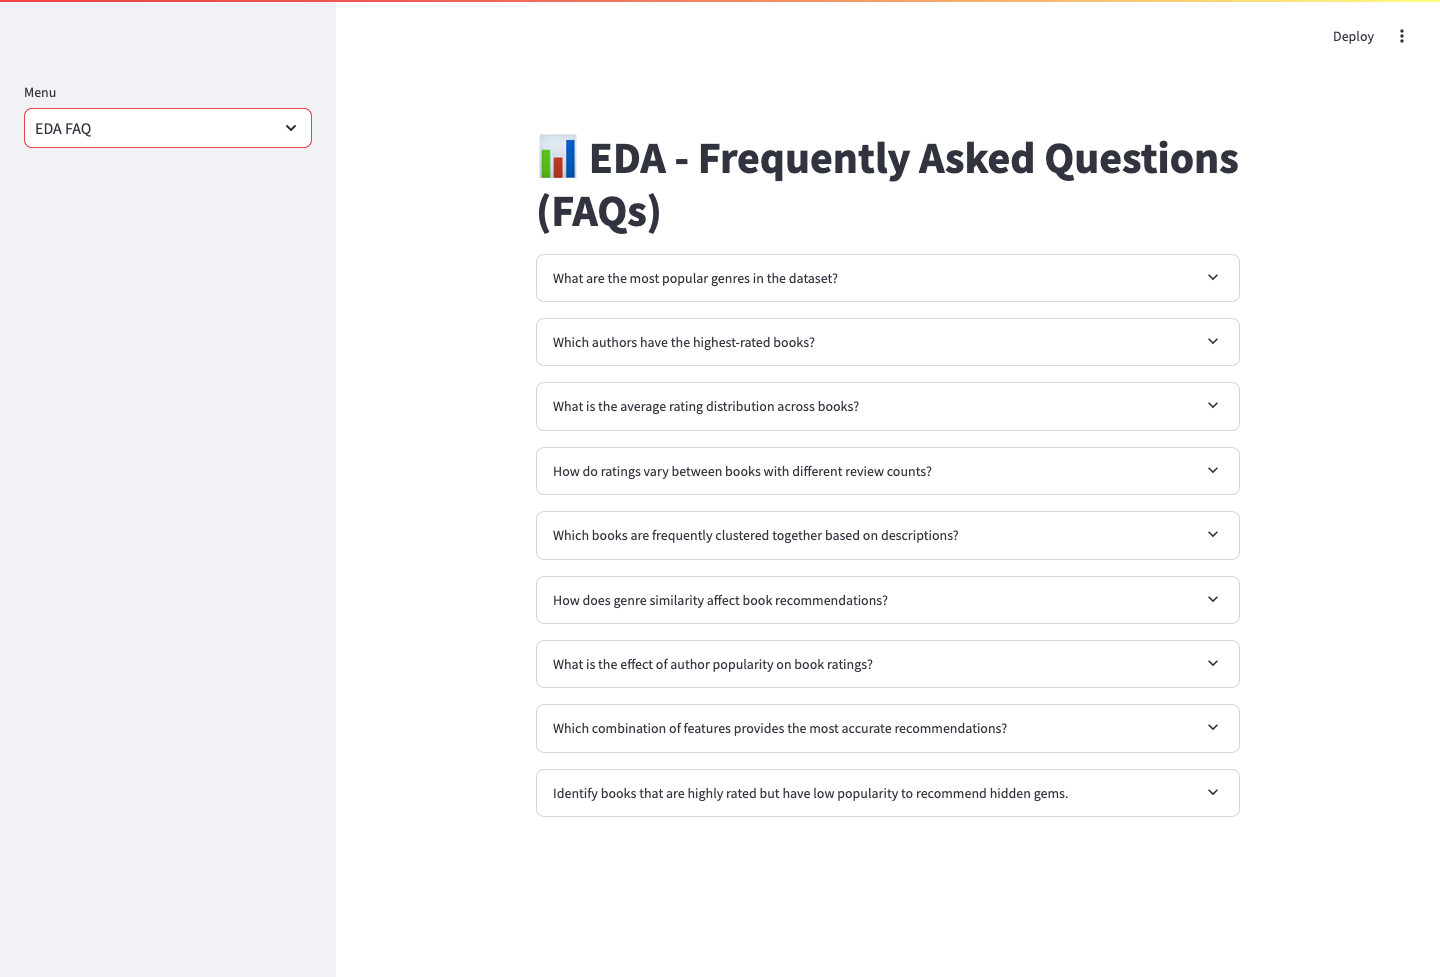 Deploy
Menu
EDA FAQ
EDA - Frequently Asked Questions
(FAQs)
What are the most popular genres in the dataset?
Which authors have the highest-rated books?
What is the average rating distribution across books?
How do ratings vary between books with different review counts?
Which books are frequently clustered together based on descriptions?
How does genre similarity affect book recommendations?
What is the effect of author popularity on book ratings?
Which combination of features provides the most accurate recommendations?
Identify books that are highly rated but have low popularity to recommend hidden gems.